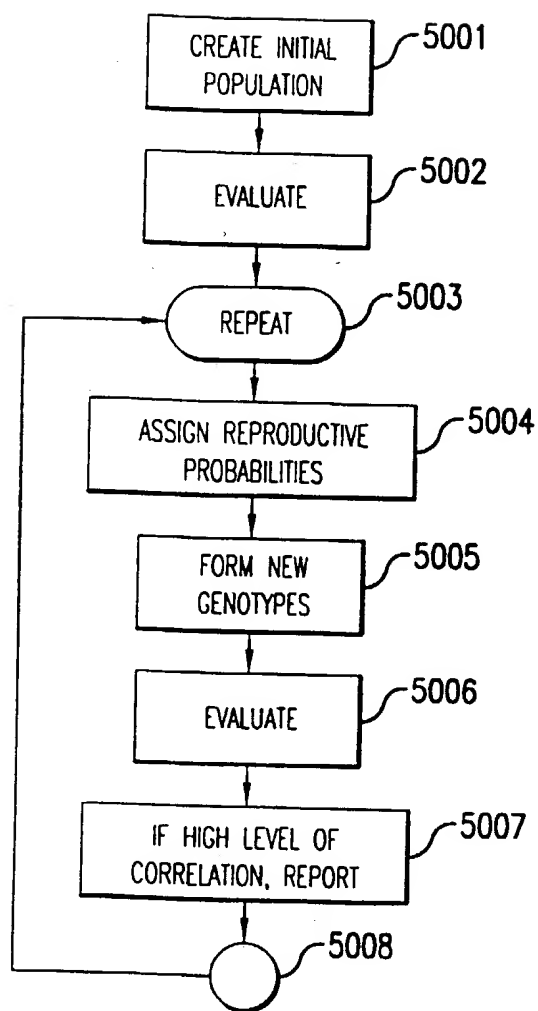 CREATE INITIAL
POPULATION
5001
EVALUATE
5002
REPEAT
5003
ASSIGN REPRODUCTIVE
PROBABILITIES
5004
FORM NEW
GENOTYPES
5005
EVALUATE
5006
IF HIGH LEVEL OF
CORRELATION, REPORT
5007
5008